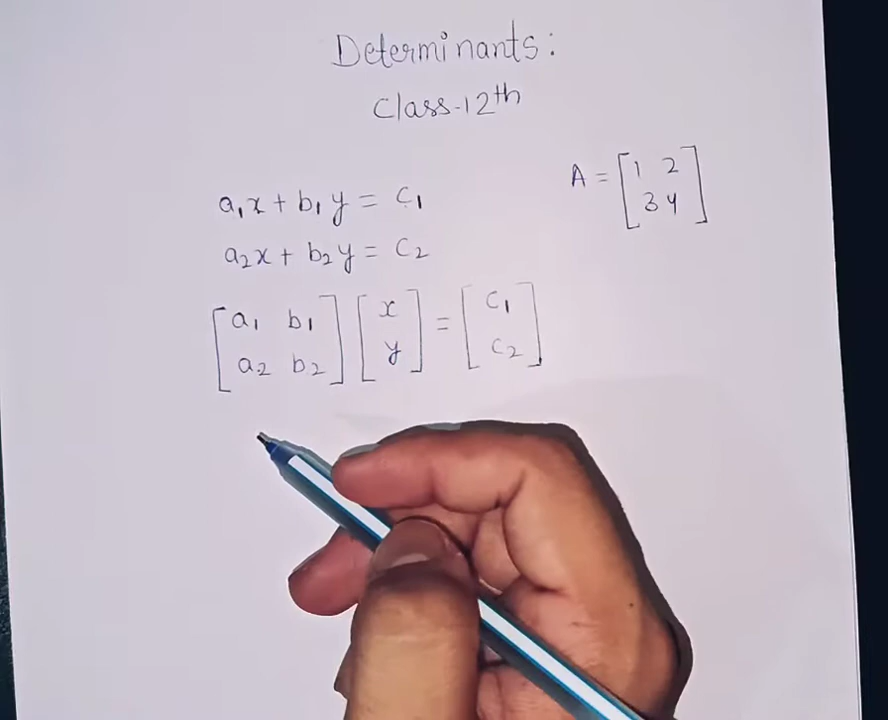 Determinants:
Class-12th
a₁x + b₁y = c₁
a₂x + b₂y = c₂
[a₁ b₁] [x] = [c₁]
[a₂ b₂] [y] [c₂]
A = [1 2]
[3 4]